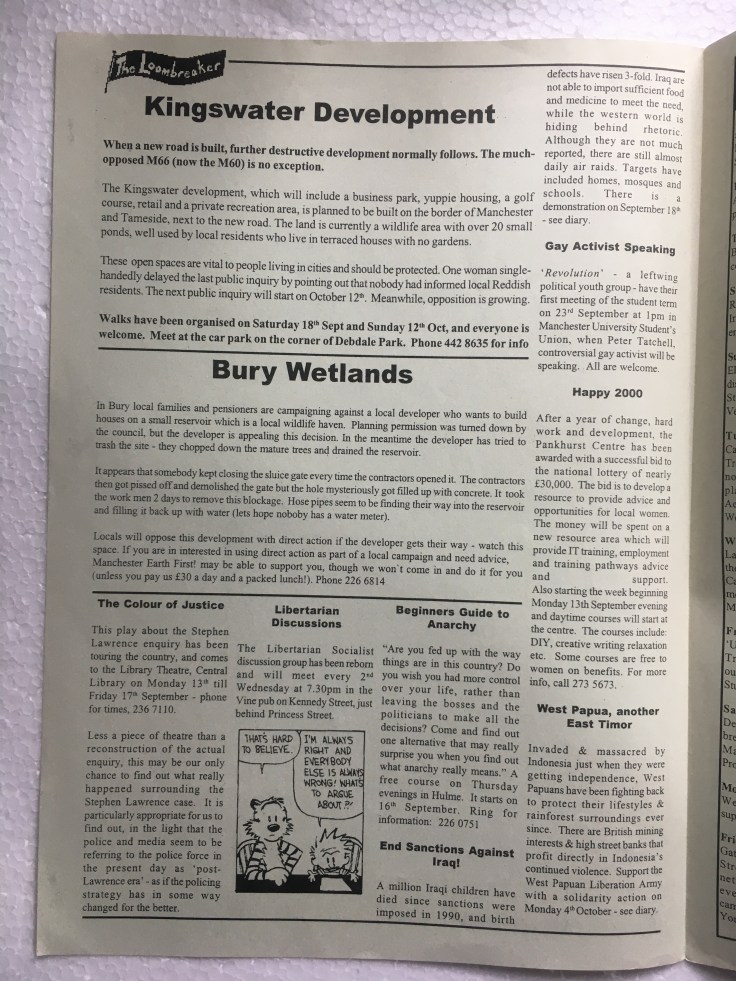 The Loombreaker
Kingswater Development
When a new road is built, further destructive development normally follows. The much-
opposed M66 (now the M60) is no exception.
The Kingswater development, which will include a business park, yuppie housing, a golf
course, retail and a private recreation area, is planned to be built on the border of Manchester
and Tameside, next to the new road. The land is currently a wildlife area with over 20 small
ponds, well used by local residents who live in terraced houses with no gardens.
These open spaces are vital to people living in cities and should be protected. One woman single-
handedly delayed the last public inquiry by pointing out that nobody had informed local Reddish
residents. The next public inquiry will start on October 12th. Meanwhile, opposition is growing.
Walks have been organised on Saturday 18th Sept and Sunday 12th Oct, and everyone is
welcome. Meet at the car park on the corner of Debdale Park. Phone 442 8635 for info
Bury Wetlands
In Bury local families and pensioners are campaigning against a local developer who wants to build
houses on a small reservoir which is a local wildlife haven. Planning permission was turned down by
the council, but the developer is appealing this decision. In the meantime the developer has tried to
trash the site - they chopped down the mature trees and drained the reservoir.
It appears that somebody kept closing the sluice gate every time the contractors opened it. The contractors
then got pissed off and demolished the gate but the hole mysteriously got filled up with concrete. It took
the work men 2 days to remove this blockage. Hose pipes seem to be finding their way into the reservoir
and filling it back up with water (lets hope noboby has a water meter).
Locals will oppose this development with direct action if the developer gets their way - watch this
space. If you are in interested in using direct action as part of a local campaign and need advice,
Manchester Earth First! may be able to support you, though we won't come in and do it for you
(unless you pay us £30 a day and a packed lunch!). Phone 226 6814
The Colour of Justice
This play about the Stephen
Lawrence enquiry has been
touring the country, and comes
to the Library Theatre, Central
Library on Monday 13th till
Friday 17th September - phone
for times, 236 7110.
Less a piece of theatre than a
reconstruction of the actual
enquiry, this may be our only
chance to find out what really
happened surrounding the
Stephen Lawrence case. It is
particularly appropriate for us to
find out, in the light that the
police and media seem to be
referring to the police force in
the present day as 'post-
Lawrence era' - as if the policing
strategy has in some way
changed for the better.
Libertarian
Discussions
The Libertarian Socialist
discussion group has been reborn
and will meet every 2nd
Wednesday at 7.30pm in the
Vine pub on Kennedy Street, just
behind Princess Street.
THAT'S HARD
TO BELIEVE.
I'M ALWAYS
RIGHT AND
EVERYBODY
ELSE IS ALWAYS
WRONG! WHAT'S
TO ARGUE
ABOUT?!
Beginners Guide to
Anarchy
"Are you fed up with the way
things are in this country? Do
you wish you had more control
over your life, rather than
leaving the bosses and the
politicians to make all the
decisions? Come and find out
one alternative that may really
surprise you when you find out
what anarchy really means." A
free course on Thursday
evenings in Hulme. It starts on
16th September. Ring for
information: 226 0751
End Sanctions Against
Iraq!
A million Iraqi children have
died since sanctions were
imposed in 1990, and birth
defects have risen 3-fold. Iraq are
not able to import sufficient food
and medicine to meet the need,
while the western world is
hiding behind rhetoric.
Although they are not much
reported, there are still almost
daily air raids. Targets have
included homes, mosques and
schools. There is a
demonstration on September 18th
- see diary.
Gay Activist Speaking
'Revolution' - a leftwing
political youth group - have their
first meeting of the student term
on 23rd September at 1pm in
Manchester University Student's
Union, when Peter Tatchell,
controversial gay activist will be
speaking. All are welcome.
Happy 2000
After a year of change, hard
work and development, the
Pankhurst Centre has been
awarded with a successful bid to
the national lottery of nearly
£30,000. The bid is to develop a
resource to provide advice and
opportunities for local women.
The money will be spent on a
new resource area which will
provide IT training, employment
and training pathways advice
and support.
Also starting the week beginning
Monday 13th September evening
and daytime courses will start at
the centre. The courses include:
DIY, creative writing relaxation
etc. Some courses are free to
women on benefits. For more
info, call 273 5673.
West Papua, another
East Timor
Invaded & massacred by
Indonesia just when they were
getting independence, West
Papuans have been fighting back
to protect their lifestyles &
rainforest surroundings ever
since. There are British mining
interests & high street banks that
profit directly in Indonesia's
continued violence. Support the
West Papuan Liberation Army
with a solidarity action on
Monday 4th October - see diary.